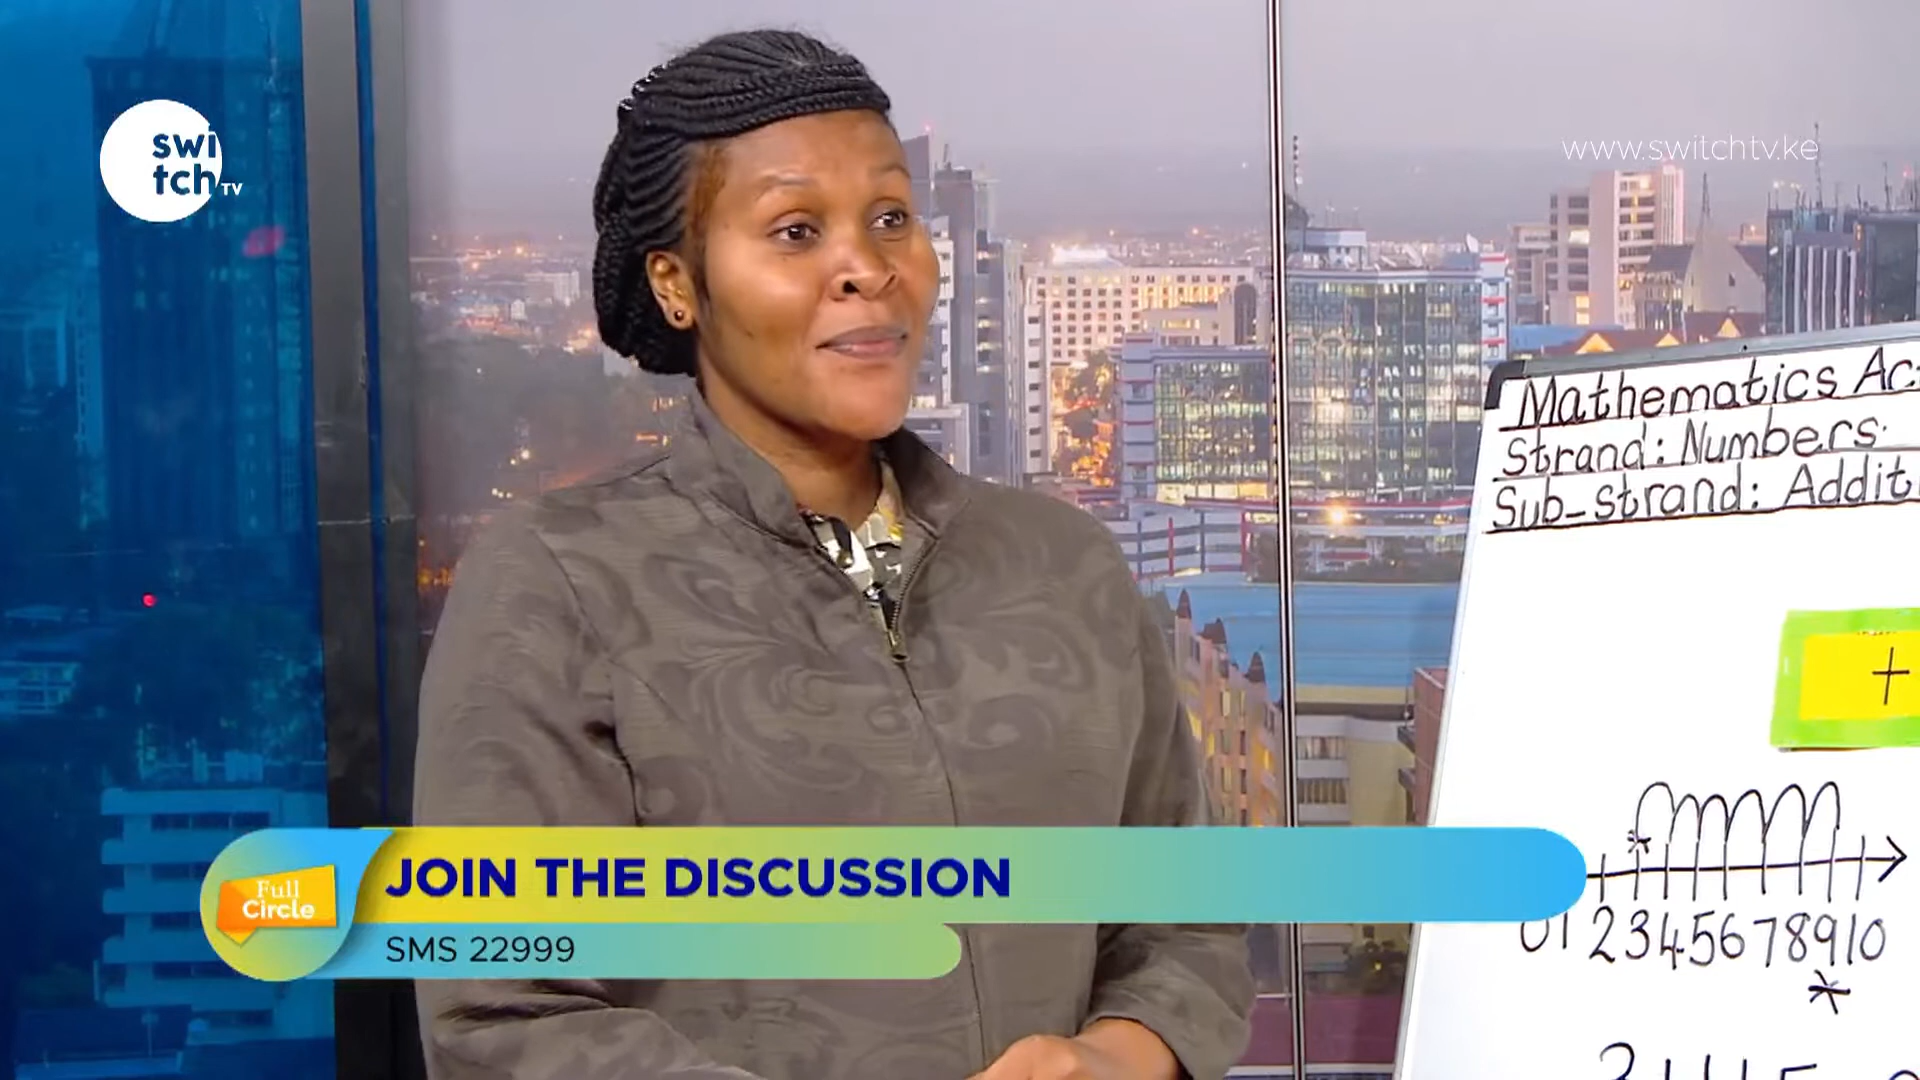 swi
tch TV
www.switchtv.ke
Mathematics Ac
Strand: Numbers.
Sub-strand: Addit
+
Full
Circle
JOIN THE DISCUSSION
SMS 22999
0 1 2 3 4 5 6 7 8 9 10